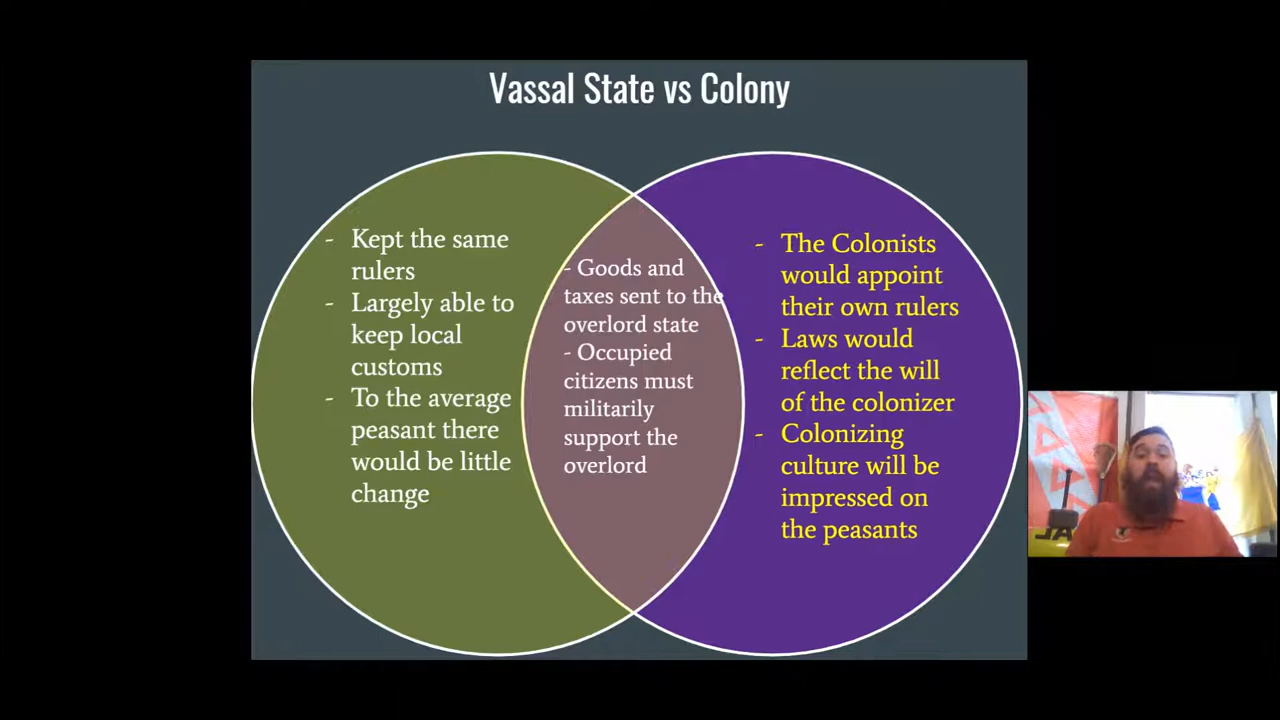 Vassal State vs Colony
- Kept the same
rulers
- Largely able to
keep local
customs
- To the average
peasant there
would be little
change
- Goods and
taxes sent to the
overlord state
- Occupied
citizens must
militarily
support the
overlord
- The Colonists
would appoint
their own rulers
- Laws would
reflect the will
of the colonizer
- Colonizing
culture will be
impressed on
the peasants